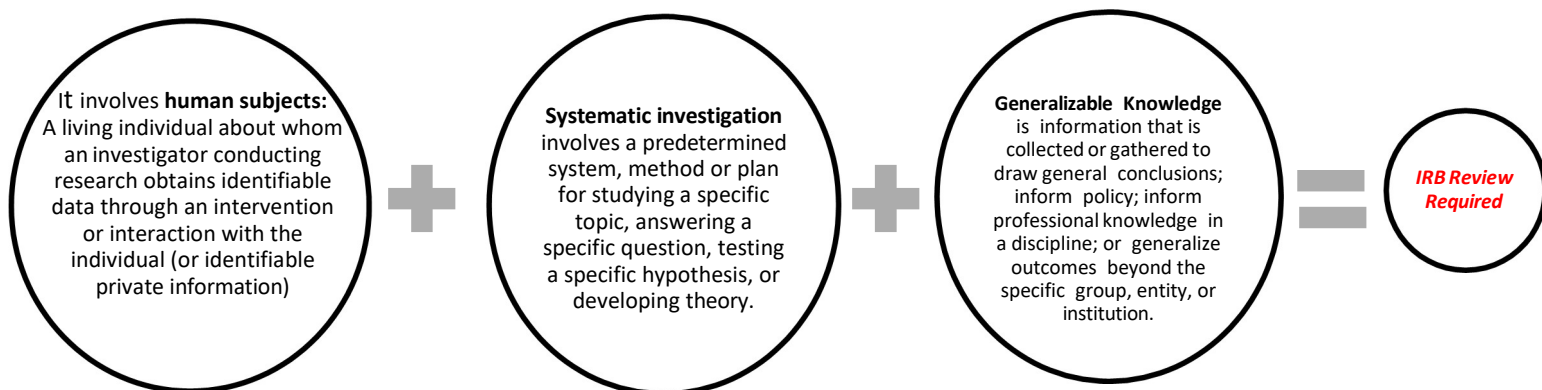 It involves human subjects:
A living individual about whom
an investigator conducting
research obtains identifiable
data through an intervention
or interaction with the
individual (or identifiable
private information)
Systematic investigation
involves a predetermined
system, method or plan
for studying a specific
topic, answering a
specific question, testing
a specific hypothesis, or
developing theory.
Generalizable Knowledge
is information that is
collected or gathered to
draw general conclusions;
inform policy; inform
professional knowledge in
a discipline; or generalize
outcomes beyond the
specific group, entity, or
institution.
IRB Review
Required